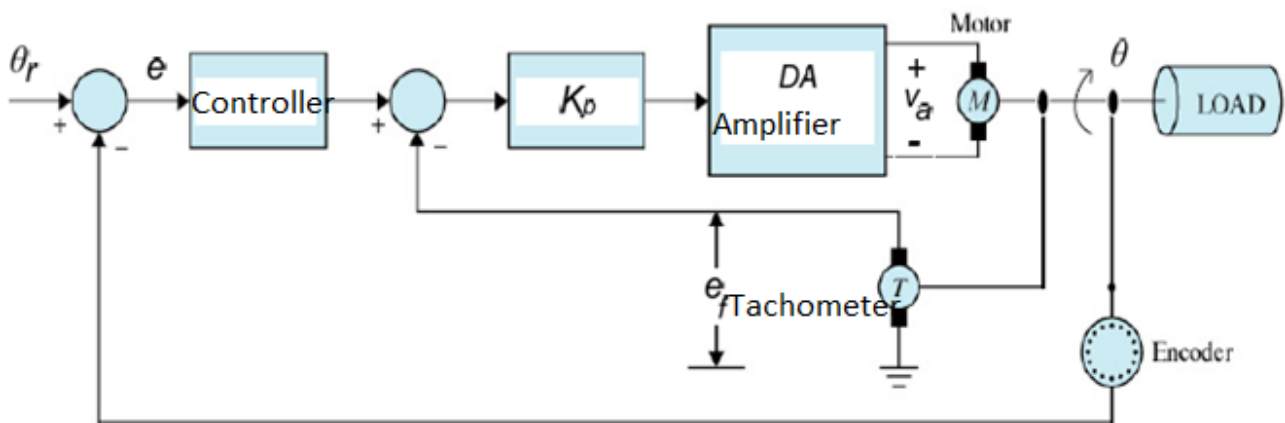 Motor
θr
e
Controller
Kp
DA
Amplifier
+
va
-
M
θ
LOAD
+
-
+
-
ef
Tachometer
T
Encoder